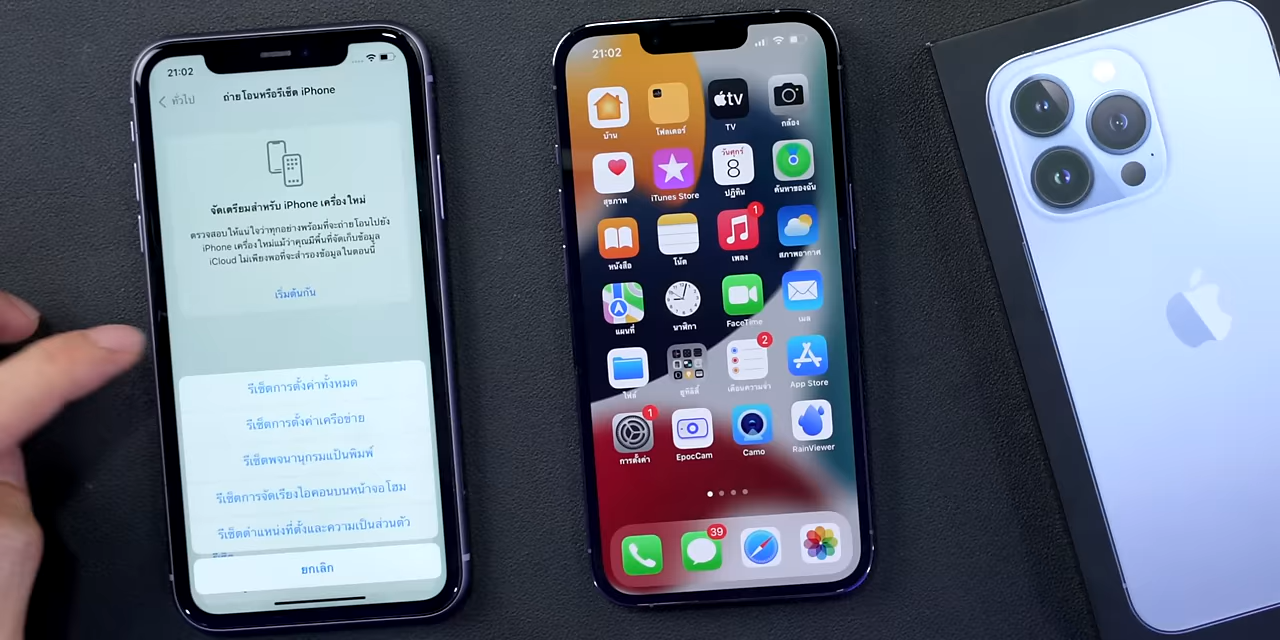 21:02
ทั่วไป
ถ่ายโอนหรือรีเซ็ต iPhone
จัดเตรียมสำหรับ iPhone เครื่องใหม่
ตรวจสอบให้แน่ใจว่าทุกอย่างพร้อมที่จะถ่ายโอนไปยัง
iPhone เครื่องใหม่แม้ว่าคุณมีพื้นที่จัดเก็บข้อมูล
iCloud ไม่เพียงพอที่จะสำรองข้อมูลในตอนนี้
เริ่มต้นกัน
รีเซ็ตการตั้งค่าทั้งหมด
รีเซ็ตการตั้งค่าเครือข่าย
รีเซ็ตพจนานุกรมแป้นพิมพ์
รีเซ็ตการจัดเรียงไอคอนบนหน้าจอโฮม
รีเซ็ตตำแหน่งที่ตั้งและความเป็นส่วนตัว
ยกเลิก
21:02
tv
วันศุกร์
8
1
2
1
39
บ้าน
โฟลเดอร์
TV
กล้อง
สุขภาพ
iTunes Store
ปฏิทิน
ค้นหาของฉัน
หนังสือ
โน้ต
เพลง
สภาพอากาศ
แผนที่
นาฬิกา
FaceTime
เมล
ไฟล์
ยูทิลิตี้
เตือนความจำ
App Store
การตั้งค่า
EpocCam
Camo
RainViewer